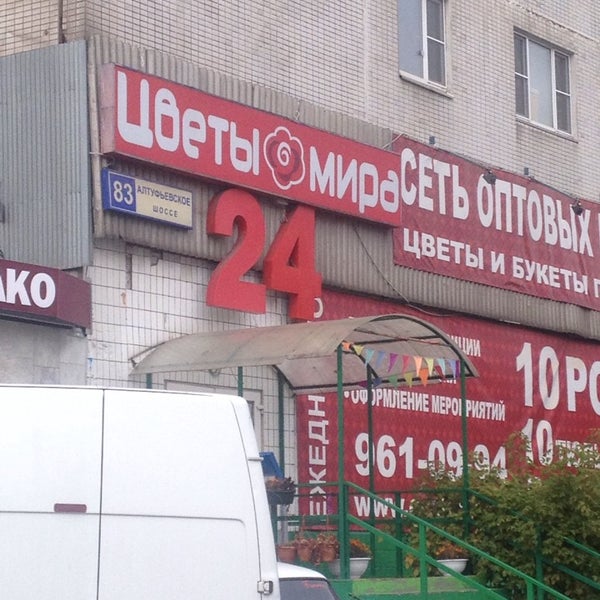 Цветы мира
83 АЛТУФЬЕВСКОЕ
ШОССЕ
24
СЕТЬ ОПТОВЫХ
ЦВЕТЫ И БУКЕТЫ
АКО
ОФОРМЛЕНИЕ МЕРОПРИЯТИЙ
961-09-94
10
10